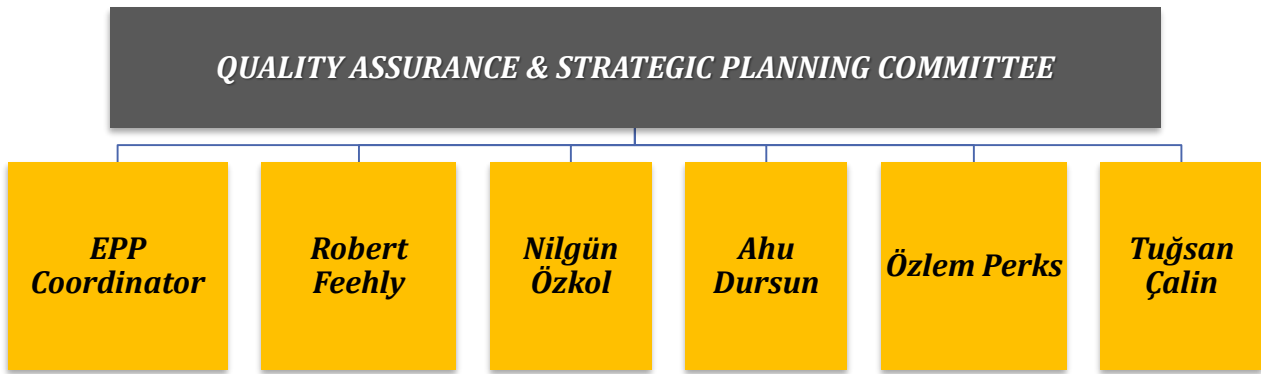 QUALITY ASSURANCE & STRATEGIC PLANNING COMMITTEE
EPP
Coordinator
Robert
Feehly
Nilgün
Özkol
Ahu
Dursun
Özlem Perks
Tuğsan
Çalin